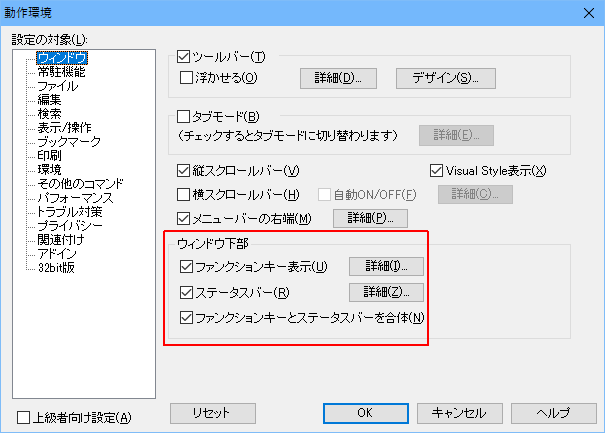 動作環境
設定の対象(L):
ウィンドウ
常駐機能
ファイル
編集
検索
表示/操作
ブックマーク
印刷
環境
その他のコマンド
パフォーマンス
トラブル対策
プライバシー
関連付け
アドイン
32bit版
上級者向け設定(A)
ツールバー(T)
浮かせる(O) 詳細(D)... デザイン(S)...
タブモード(B)
(チェックするとタブモードに切り替わります) 詳細(E)...
縦スクロールバー(V) Visual Style表示(X)
横スクロールバー(H) 自動ON/OFF(F) 詳細(C)...
メニューバーの右端(M) 詳細(P)...
ウィンドウ下部
ファンクションキー表示(U) 詳細(I)...
ステータスバー(R) 詳細(Z)...
ファンクションキーとステータスバーを合体(N)
リセット OK キャンセル ヘルプ